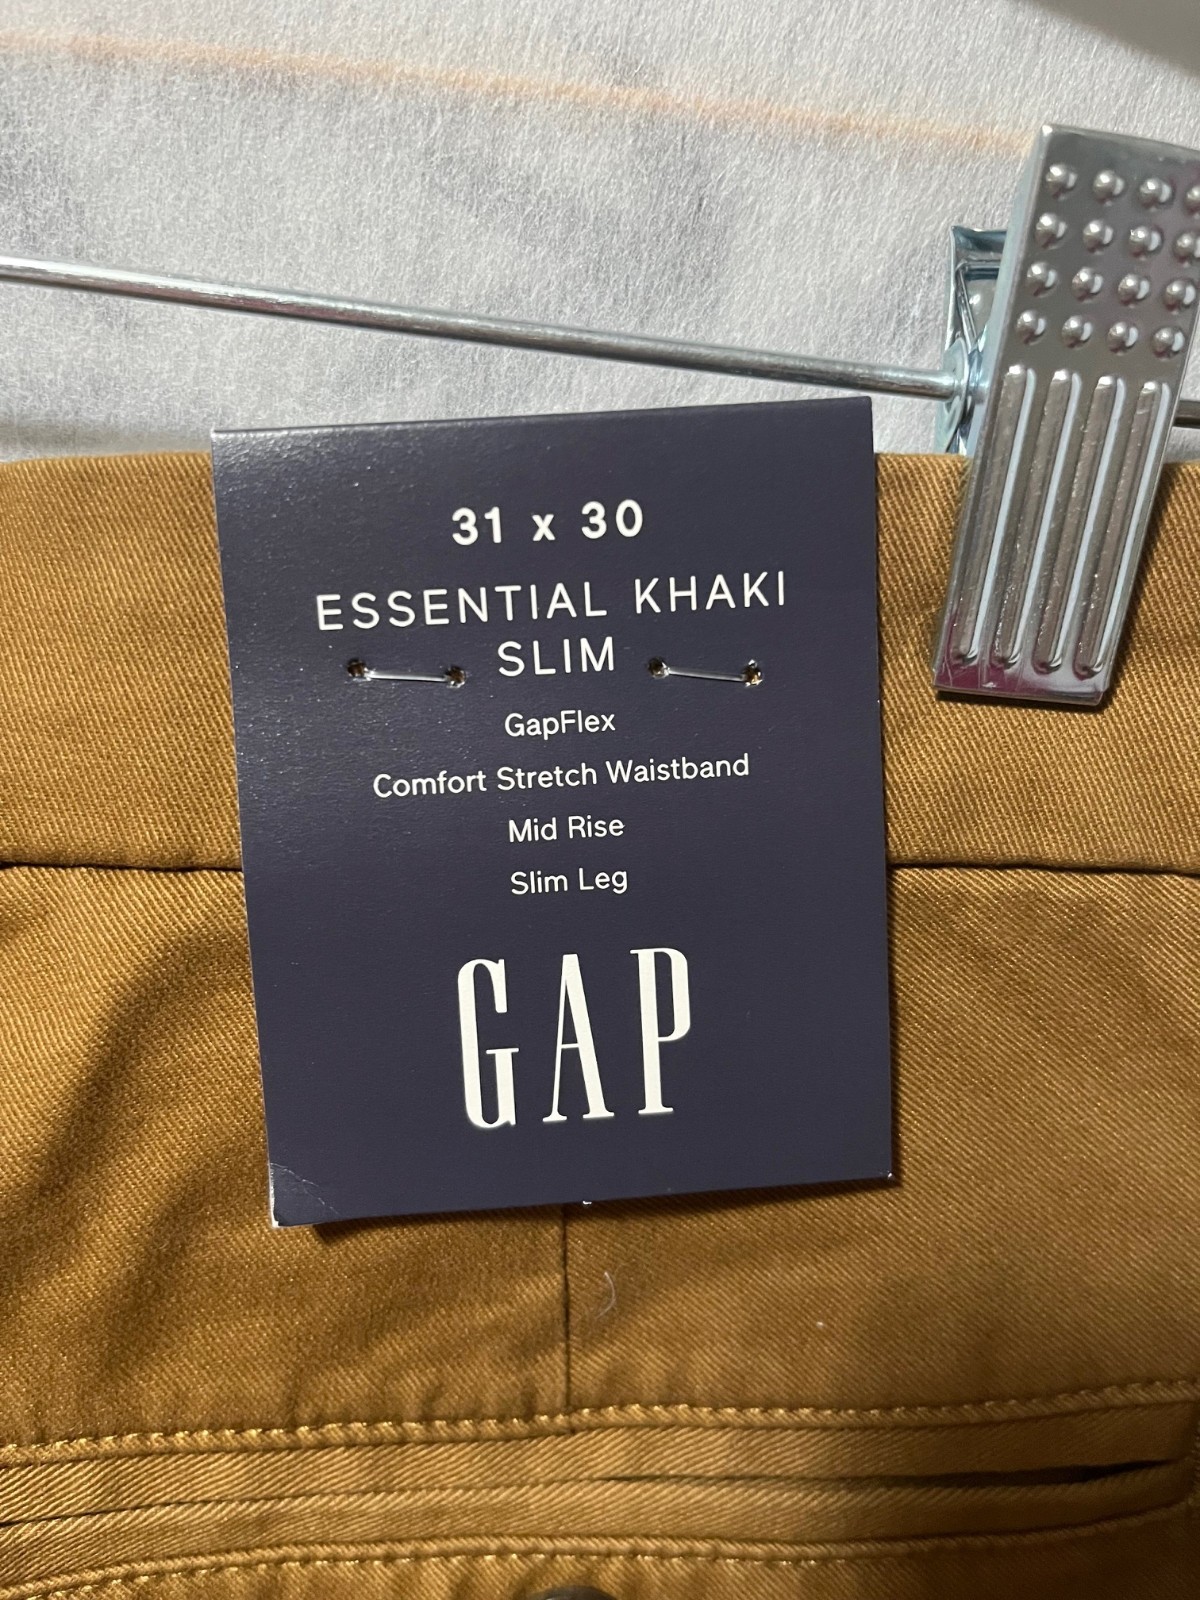 31 x 30
ESSENTIAL KHAKI
SLIM
GapFlex
Comfort Stretch Waistband
Mid Rise
Slim Leg
GAP